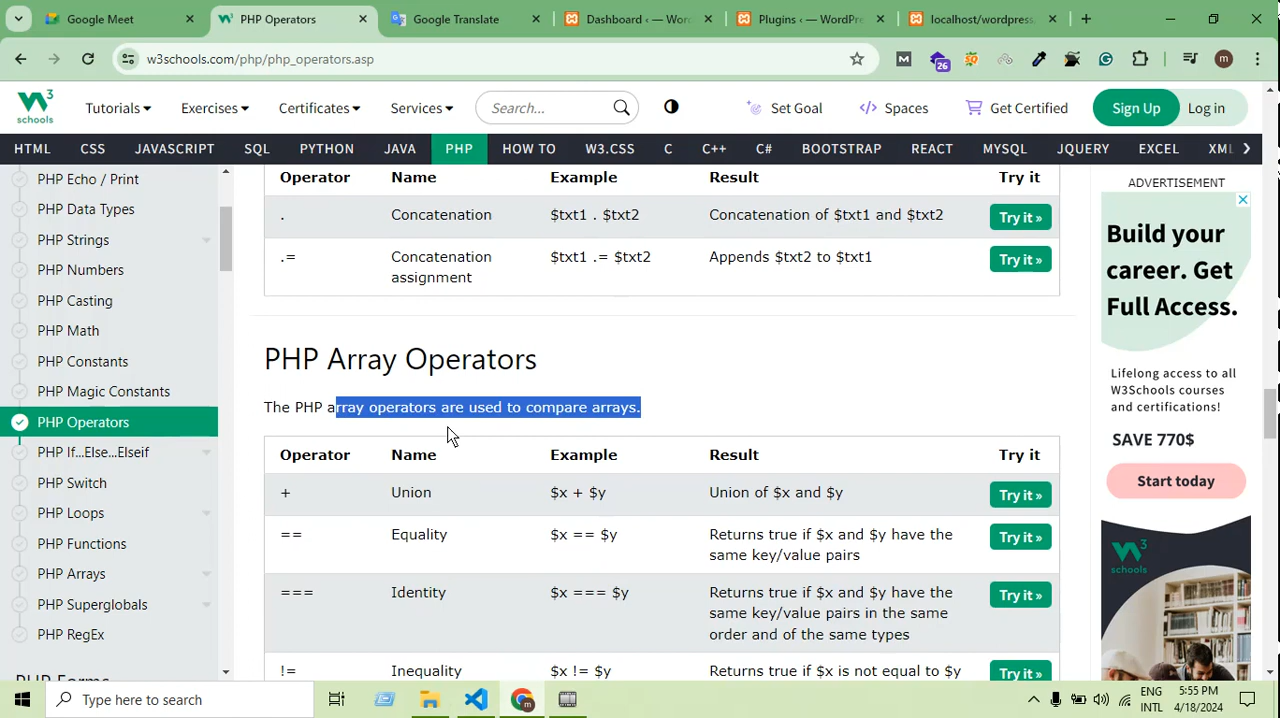 Google Meet
PHP Operators
Google Translate
Dashboard ‹ — Wor
Plugins ‹ — WordPre
localhost/wordpress
w3schools.com/php/php_operators.asp
26
3
schools
Tutorials
Exercises
Certificates
Services
Search...
Set Goal
Spaces
Get Certified
Sign Up
Log in
HTML CSS JAVASCRIPT SQL PYTHON JAVA PHP HOW TO W3.CSS C C++ C# BOOTSTRAP REACT MYSQL JQUERY EXCEL XML
PHP Echo / Print
PHP Data Types
PHP Strings
PHP Numbers
PHP Casting
PHP Math
PHP Constants
PHP Magic Constants
PHP Operators
PHP If...Else...Elseif
PHP Switch
PHP Loops
PHP Functions
PHP Arrays
PHP Superglobals
PHP RegEx
PHP Forms
Operator Name Example Result Try it
. Concatenation $txt1 . $txt2 Concatenation of $txt1 and $txt2 Try it »
.= Concatenation $txt1 .= $txt2 Appends $txt2 to $txt1 Try it »
assignment
PHP Array Operators
The PHP array operators are used to compare arrays.
Operator Name Example Result Try it
+ Union $x + $y Union of $x and $y Try it »
== Equality $x == $y Returns true if $x and $y have the Try it »
same key/value pairs
=== Identity $x === $y Returns true if $x and $y have the Try it »
same key/value pairs in the same
order and of the same types
!= Inequality $x != $y Returns true if $x is not equal to $y Try it »
ADVERTISEMENT
Build your
career. Get
Full Access.
Lifelong access to all
W3Schools courses
and certifications!
SAVE 770$
Start today
schools
Type here to search
ENG
INTL
5:55 PM
4/18/2024